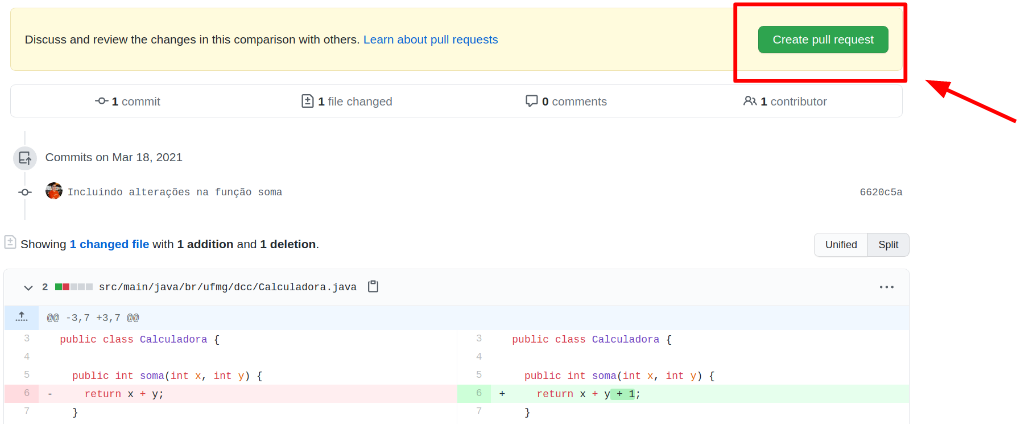 Discuss and review the changes in this comparison with others. Learn about pull requests
Create pull request
1 commit
1 file changed
0 comments
1 contributor
Commits on Mar 18, 2021
Incluindo alterações na função soma
6620c5a
Showing 1 changed file with 1 addition and 1 deletion.
Unified
Split
2 src/main/java/br/ufmg/dcc/Calculadora.java
@@ -3,7 +3,7 @@
3 public class Calculadora {
4
5 public int soma(int x, int y) {
6 - return x + y;
7 }
3 public class Calculadora {
4
5 public int soma(int x, int y) {
6 + return x + y + 1;
7 }